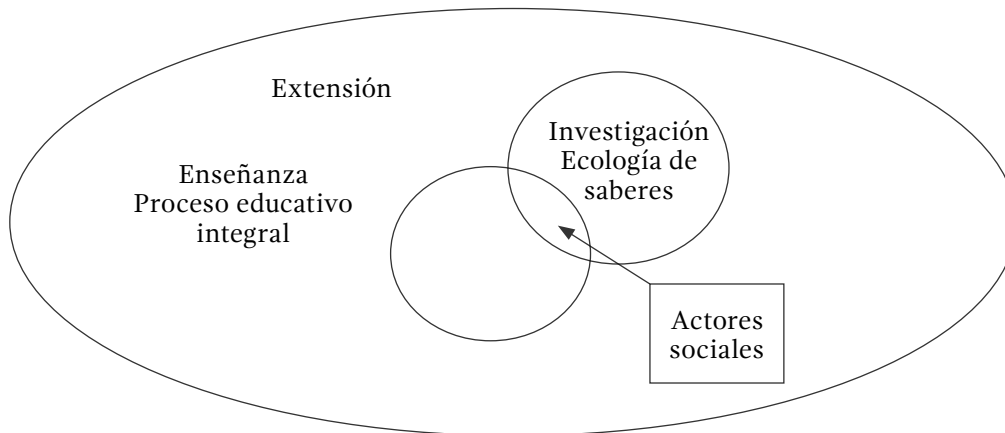 Extensión
Investigación
Ecología de
saberes
Enseñanza
Proceso educativo
integral
Actores
sociales